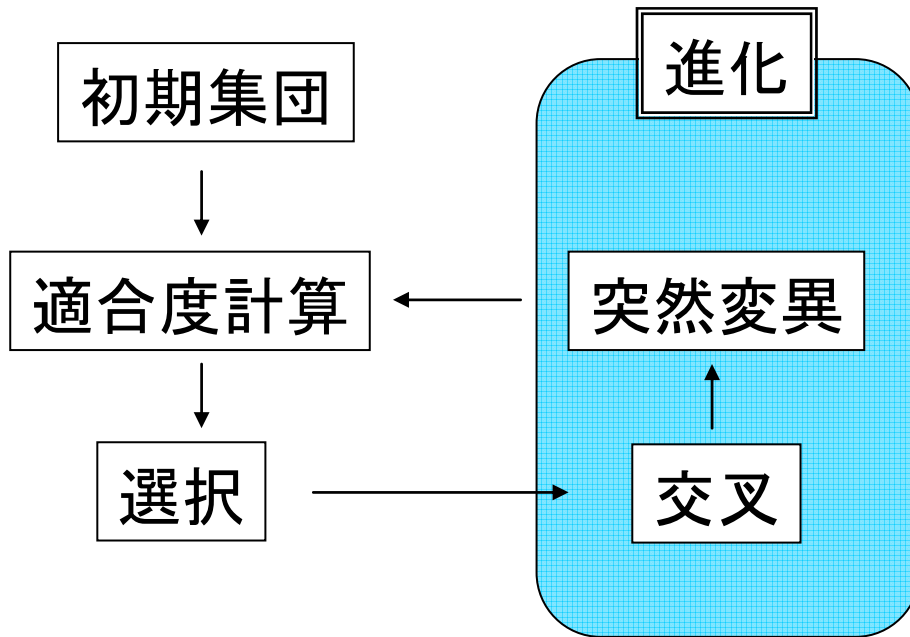 初期集団
適合度計算
選択
進化
突然変異
交叉